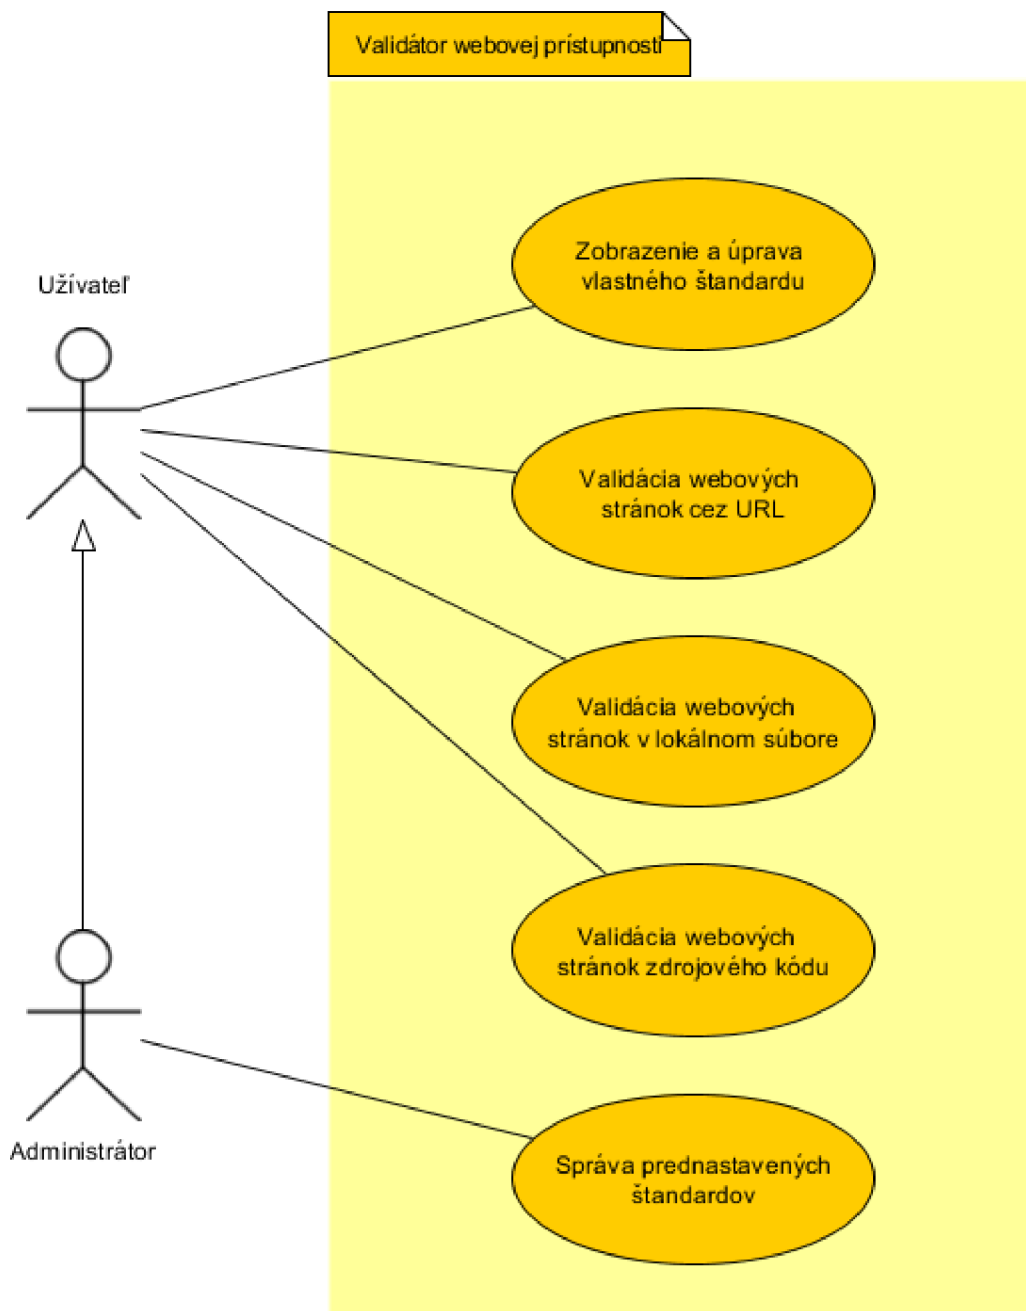 Validátor webovej prístupnosti
Zobrazenie a úprava
vlastného štandardu
Užívateľ
Validácia webových
stránok cez URL
Validácia webových
stránok v lokálnom súbore
Validácia webových
stránok zdrojového kódu
Administrátor
Správa prednastavených
štandardov